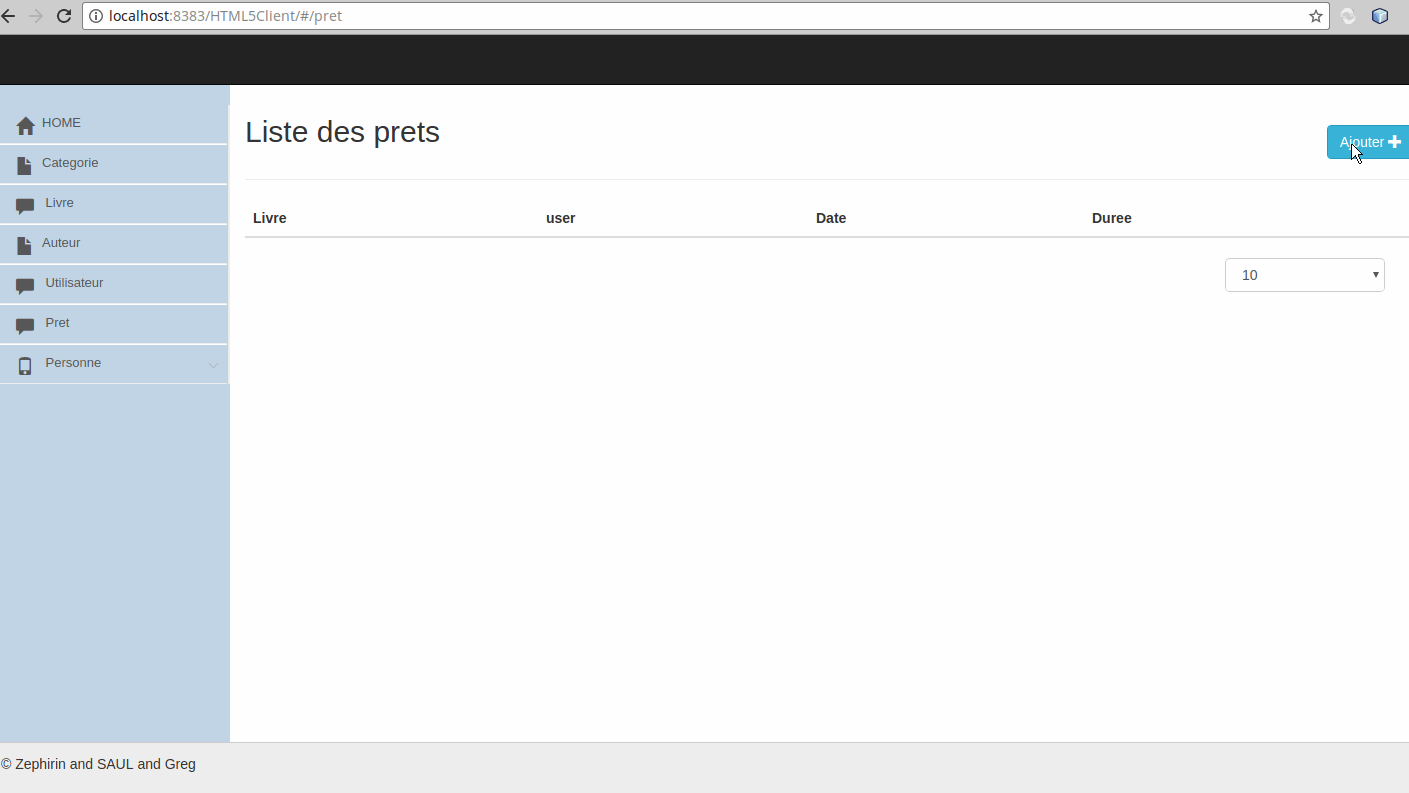 localhost:8383/HTML5Client/#/pret
HOME
Categorie
Livre
Auteur
Utilisateur
Pret
Personne
Liste des prets
Ajouter
Livre user Date Duree
10
© Zephirin and SAUL and Greg